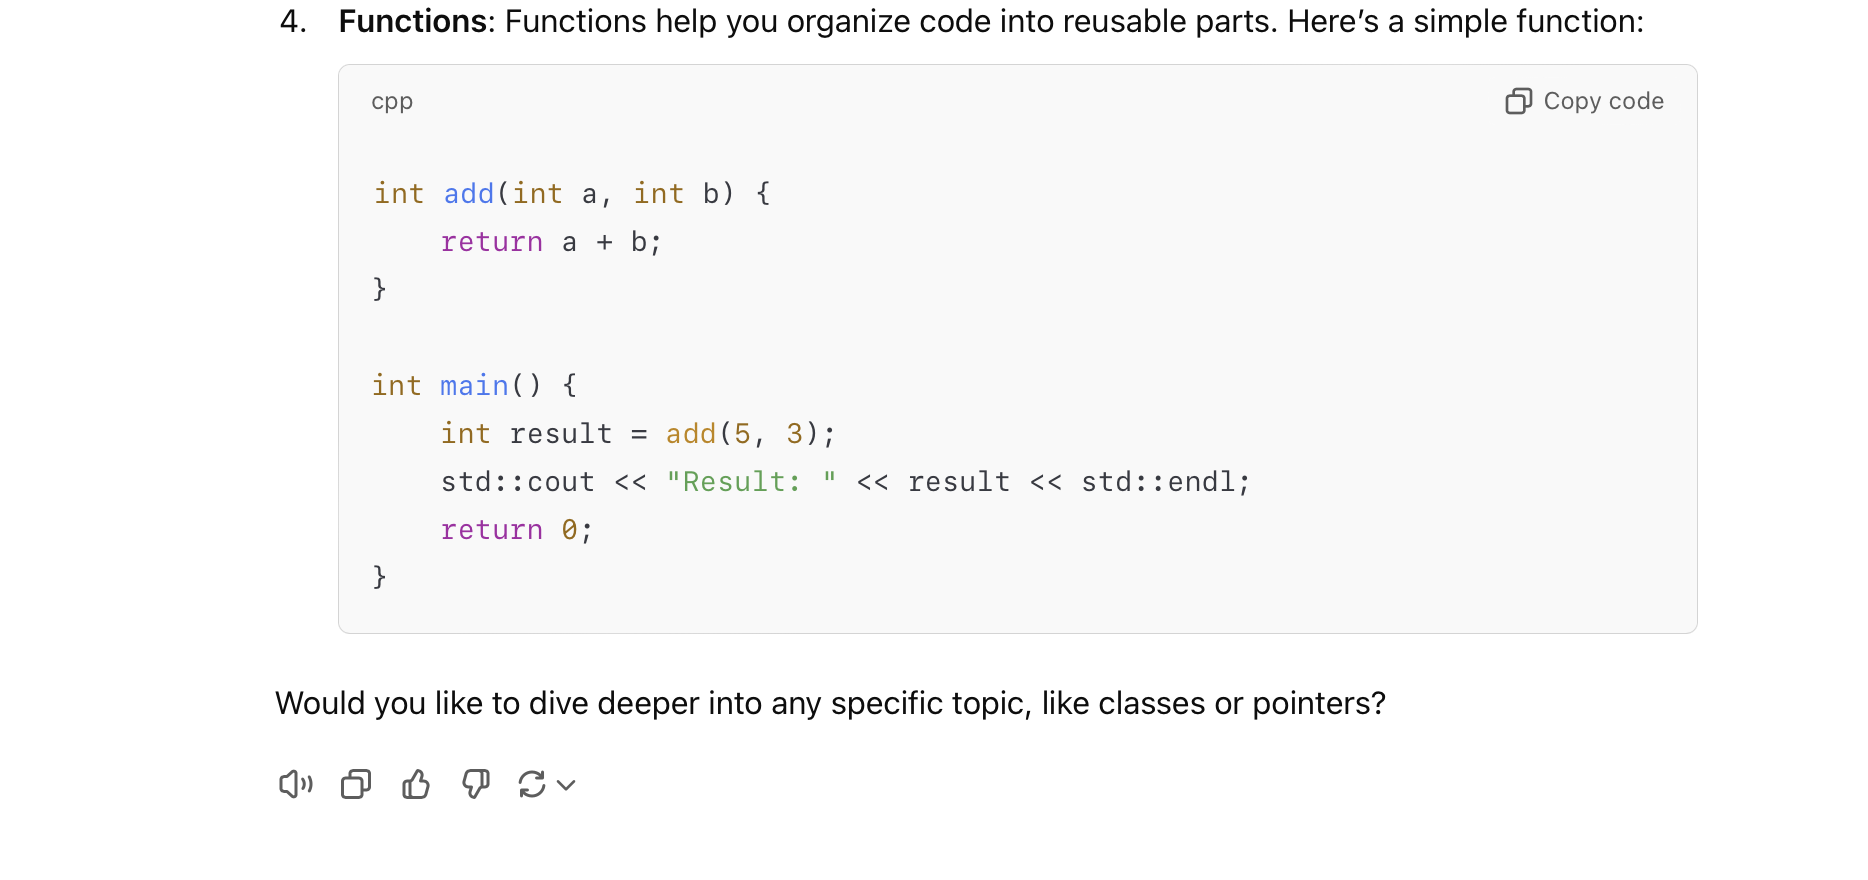 4. Functions: Functions help you organize code into reusable parts. Here’s a simple function:
cpp
Copy code
int add(int a, int b) {
    return a + b;
}
int main() {
    int result = add(5, 3);
    std::cout << "Result: " << result << std::endl;
    return 0;
}
Would you like to dive deeper into any specific topic, like classes or pointers?